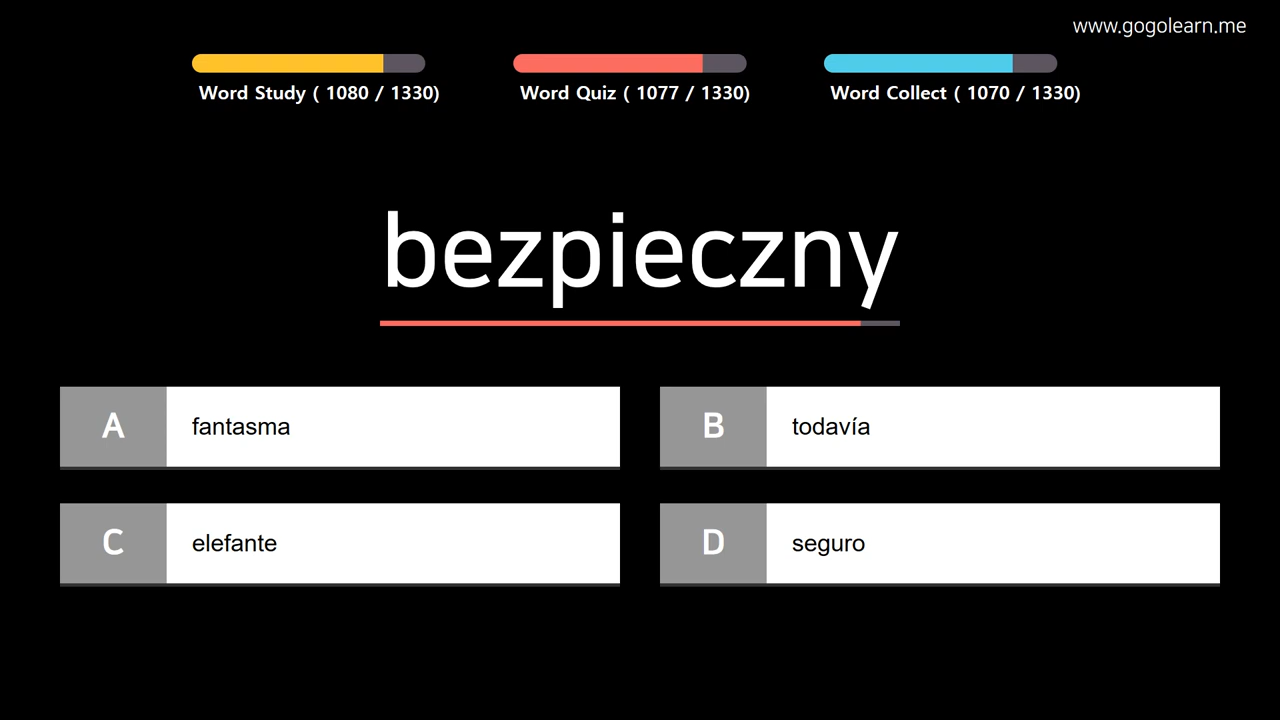 www.gogolearn.me
Word Study ( 1080 / 1330)
Word Quiz ( 1077 / 1330)
Word Collect ( 1070 / 1330)
bezpieczny
A fantasma
B todavía
C elefante
D seguro